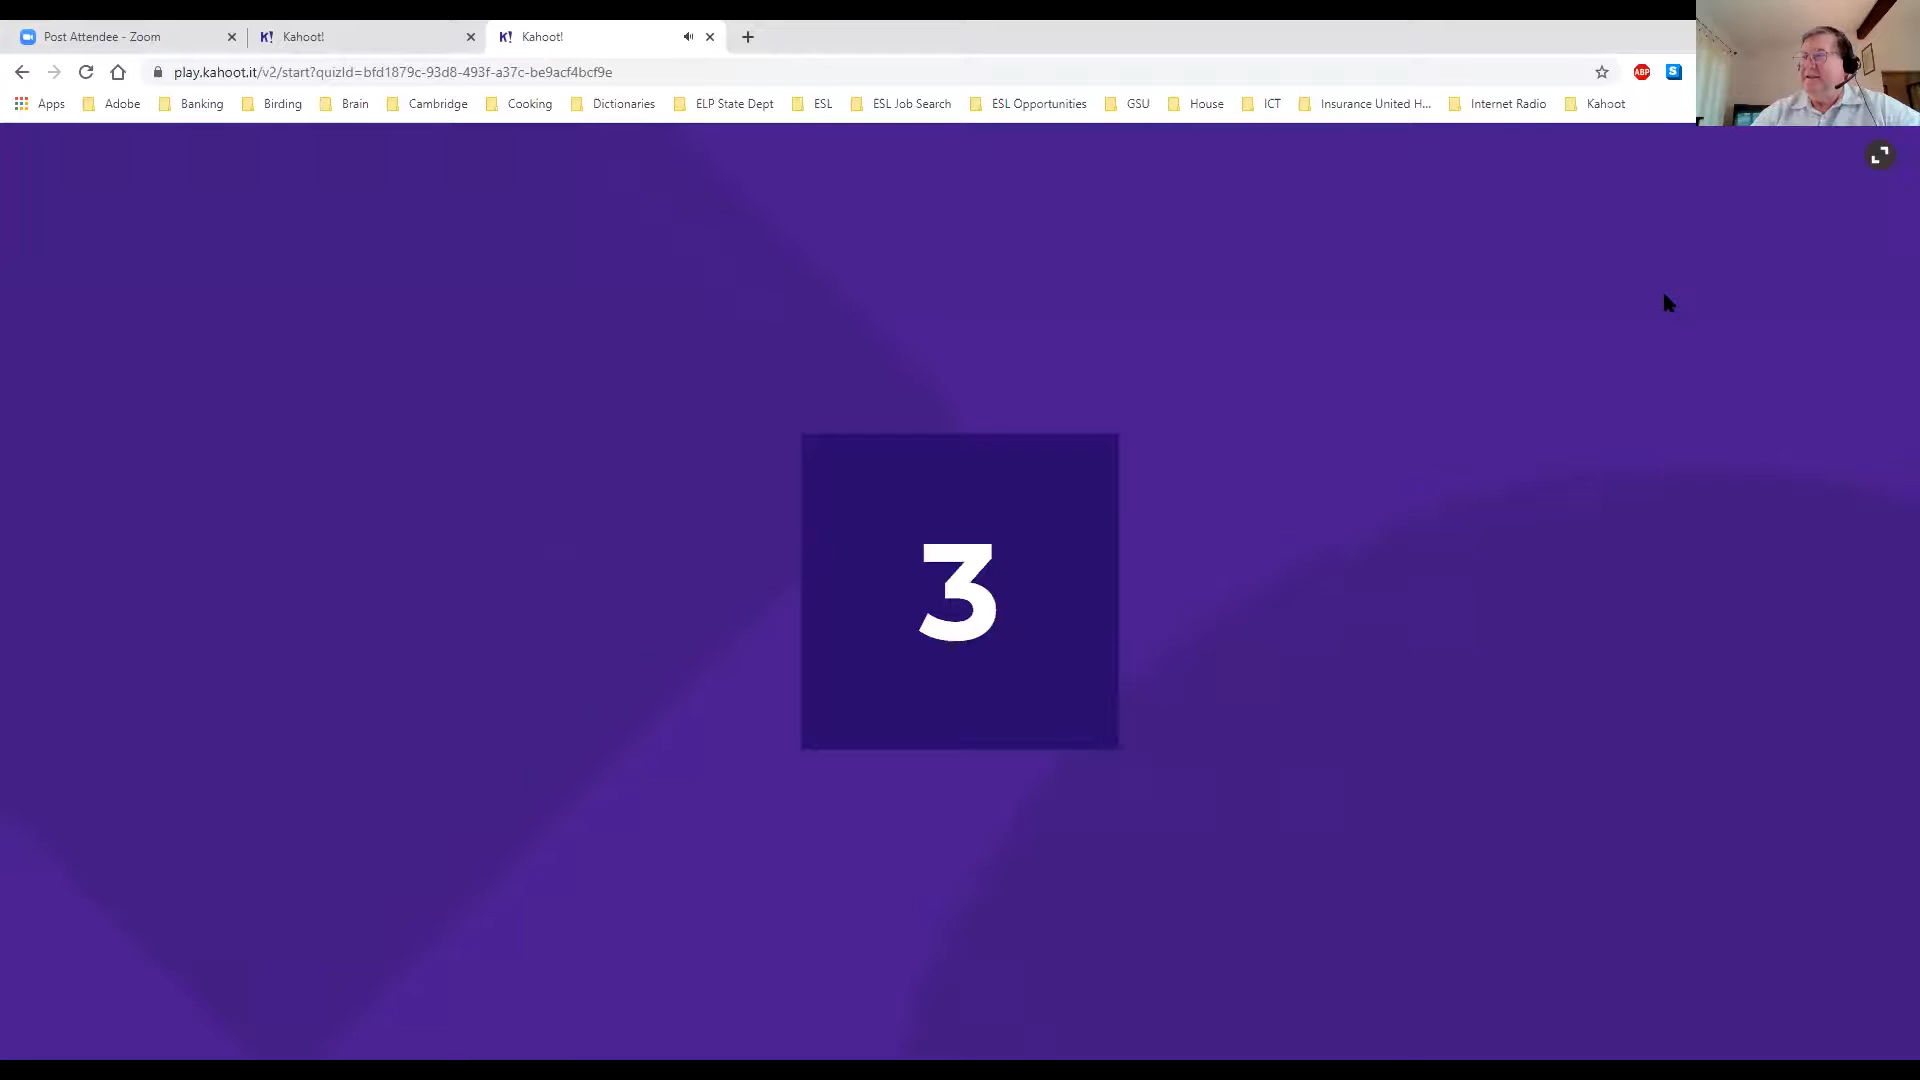 Post Attendee - Zoom K! Kahoot! K! Kahoot!
play.kahoot.it/v2/start?quizId=bfd1879c-93d8-493f-a37c-be9acf4bcf9e ABP S
Apps Adobe Banking Birding Brain Cambridge Cooking Dictionaries ELP State Dept ESL ESL Job Search ESL Opportunities GSU House ICT Insurance United H... Internet Radio Kahoot
3